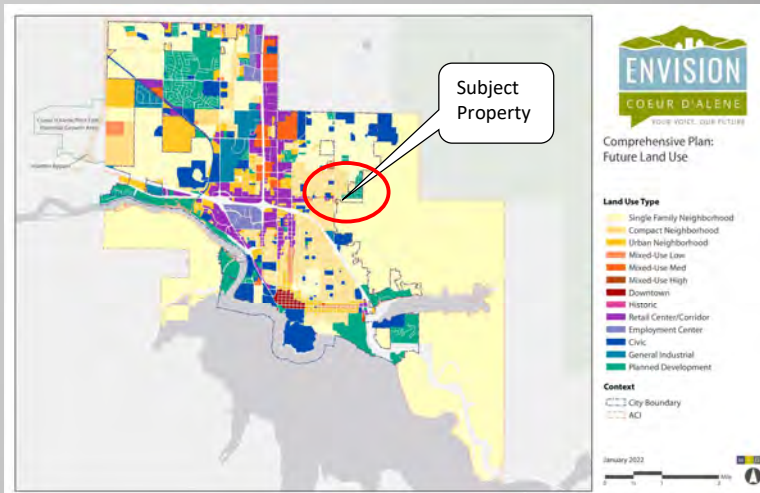 Subject
Property
ENVISION
COEUR D'ALENE
YOUR VOICE, OUR FUTURE
Comprehensive Plan:
Future Land Use
Land Use Type
Single Family Neighborhood
Compact Neighborhood
Urban Neighborhood
Mixed-Use Low
Mixed-Use Med
Mixed-Use High
Downtown
Historic
Retail Center/Corridor
Employment Center
Civic
General Industrial
Planned Development
Context
City Boundary
ACI
January 2022